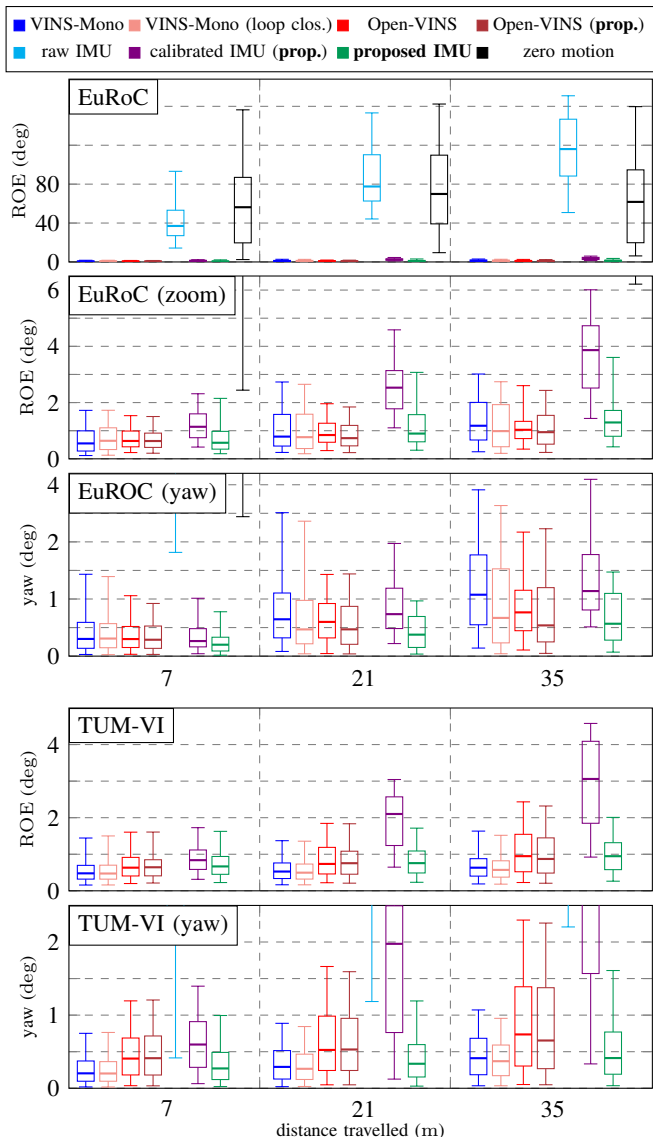 VINS-Mono VINS-Mono (loop clos.) Open-VINS Open-VINS (prop.)
raw IMU calibrated IMU (prop.) proposed IMU zero motion
EuRoC
ROE (deg)
80
40
0
EuRoC (zoom)
ROE (deg)
6
4
2
0
EuROC (yaw)
yaw (deg)
4
2
1
0
7 21 35
TUM-VI
ROE (deg)
4
2
0
TUM-VI (yaw)
yaw (deg)
2
1
0
7 21 35
distance travelled (m)